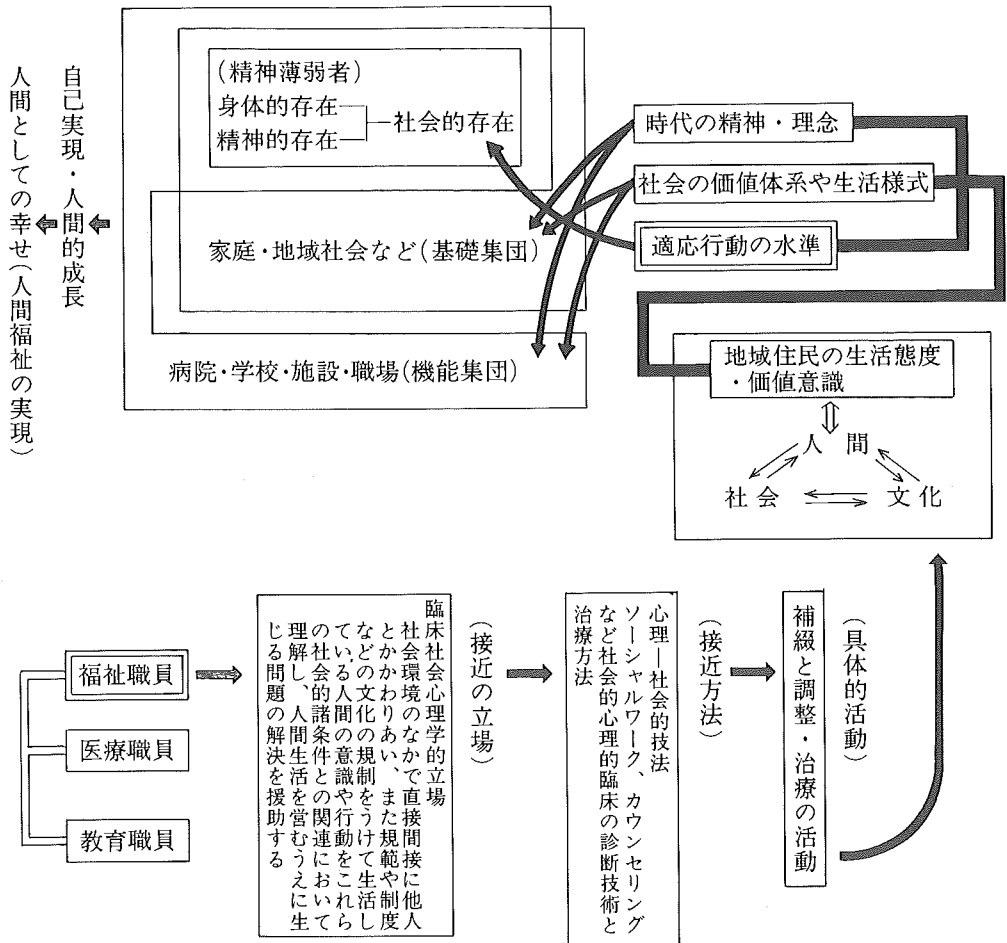 自己実現・人間的成長
人間としての幸せ(人間福祉の実現)
(精神薄弱者)
身体的存在
精神的存在
社会的存在
家庭・地域社会など(基礎集団)
病院・学校・施設・職場(機能集団)
時代の精神・理念
社会の価値体系や生活様式
適応行動の水準
地域住民の生活態度
・価値意識
人間
社会
文化
福祉職員
医療職員
教育職員
臨床社会心理学的立場
社会環境のなかで直接間接に他人
とかかわりあい、また規範や制度
などの文化の規制をうけて生活し
ている人間の意識や行動をこれら
の社会的諸条件との関連において
理解し、人間生活を営むうえに生
じる問題の解決を援助する
(接近の立場)
心理―社会的技法
ソーシャルワーク、カウンセリング
など社会的心理的臨床の診断技術と
治療方法
(接近方法)
補綴と調整・治療の活動
(具体的活動)